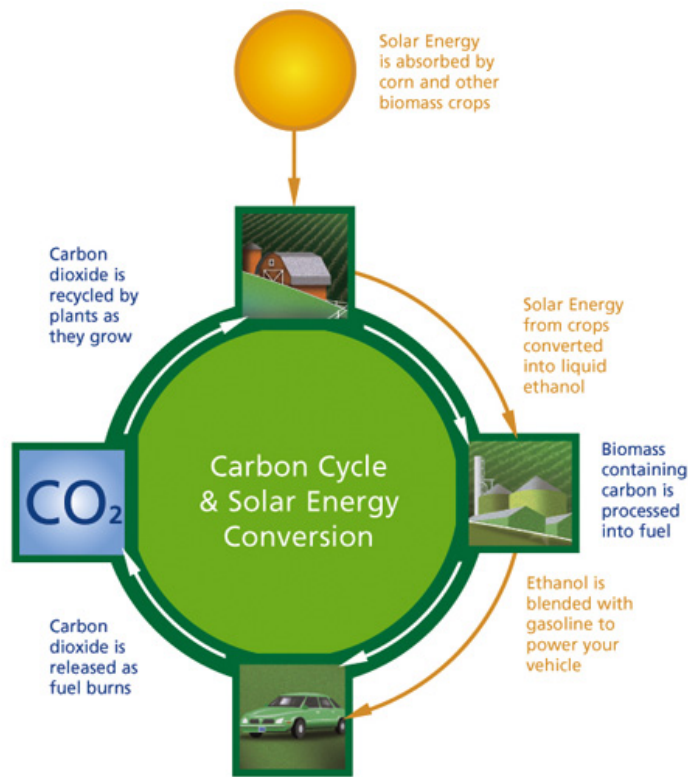 Solar Energy
is absorbed by
corn and other
biomass crops
Carbon
dioxide is
recycled by
plants as
they grow
Solar Energy
from crops
converted
into liquid
ethanol
Carbon Cycle
& Solar Energy
Conversion
CO₂
Biomass
containing
carbon is
processed
into fuel
Ethanol is
blended with
gasoline to
power your
vehicle
Carbon
dioxide is
released as
fuel burns